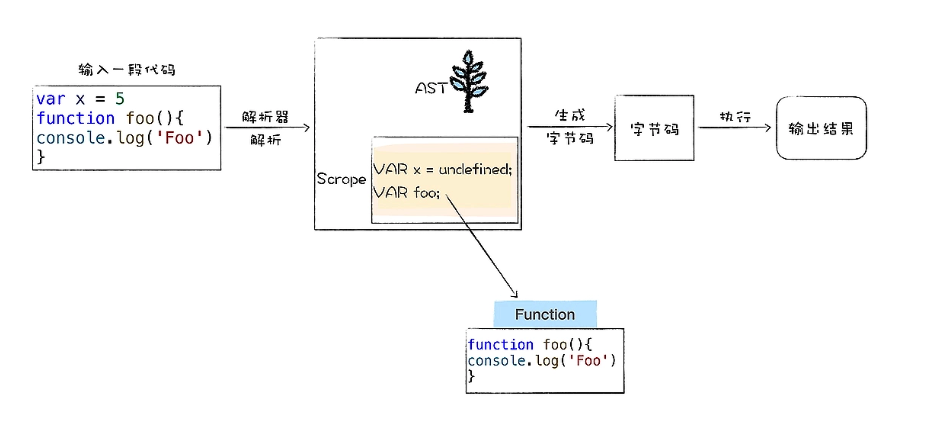 输入一段代码
var x = 5
function foo(){
console.log('Foo')
}
解析器
解析
AST
Scrope
VAR x = undefined;
VAR foo;
生成
字节码
字节码
执行
输出结果
Function
function foo(){
console.log('Foo')
}